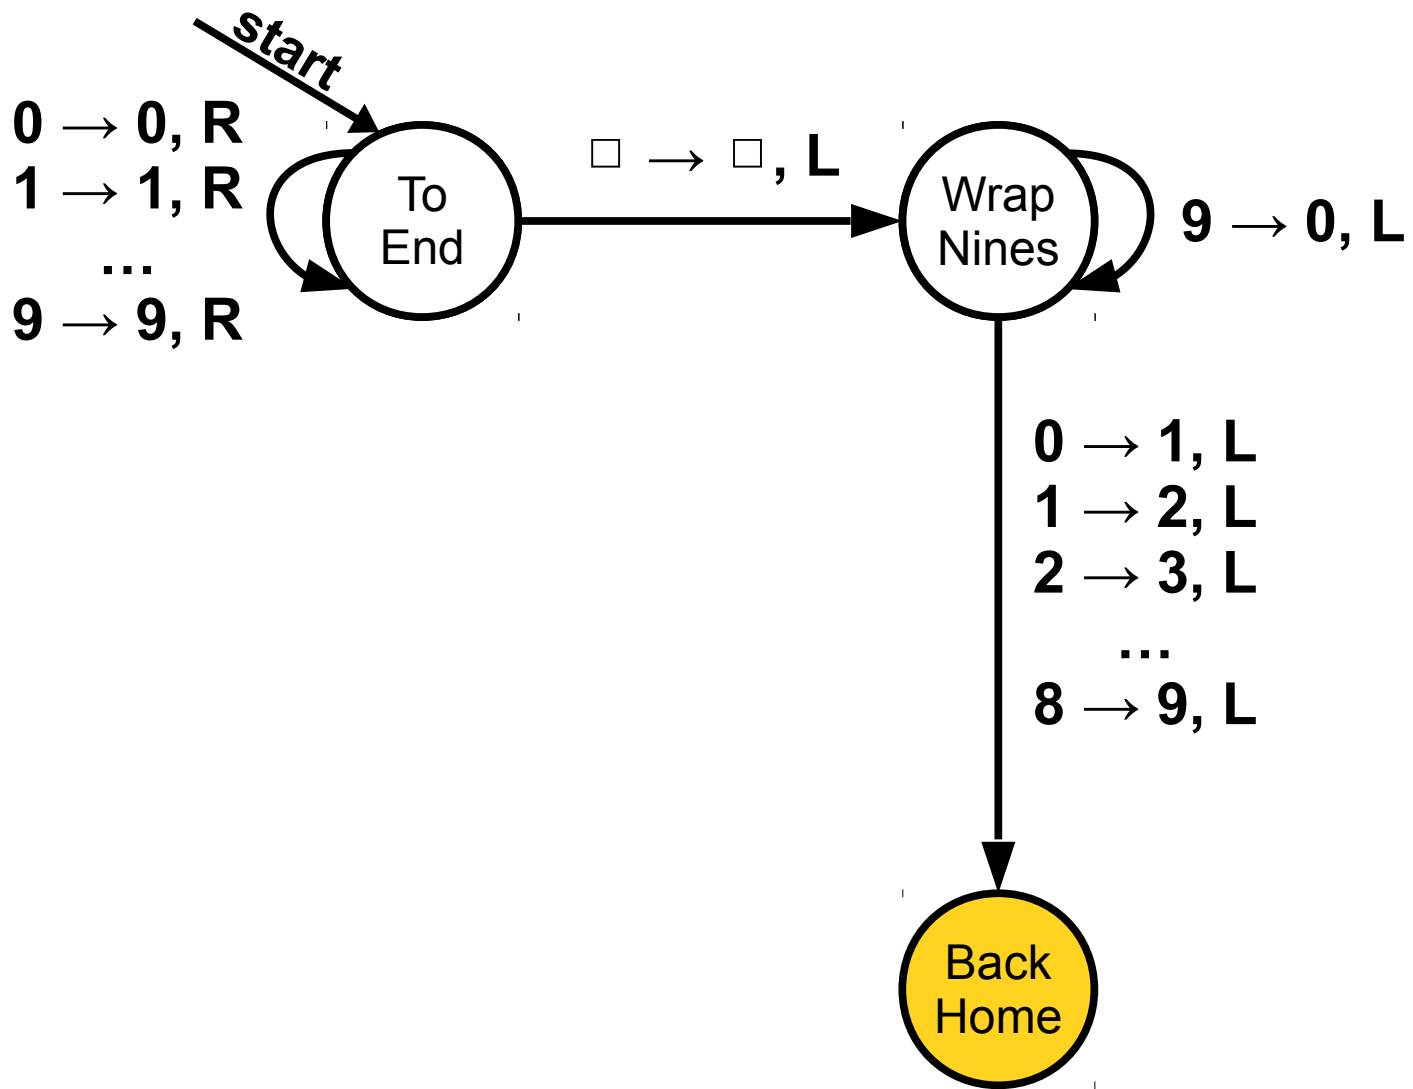 start
0 → 0, R
1 → 1, R
...
9 → 9, R
To
End
□ → □, L
Wrap
Nines
9 → 0, L
0 → 1, L
1 → 2, L
2 → 3, L
...
8 → 9, L
Back
Home